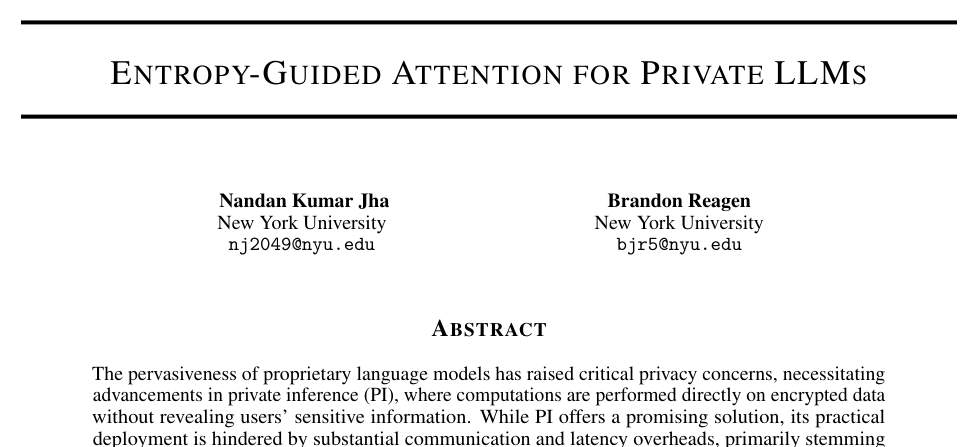 ENTROPY-GUIDED ATTENTION FOR PRIVATE LLMS
Nandan Kumar Jha
New York University
nj2049@nyu.edu
Brandon Reagen
New York University
bjr5@nyu.edu
ABSTRACT
The pervasiveness of proprietary language models has raised critical privacy concerns, necessitating
advancements in private inference (PI), where computations are performed directly on encrypted data
without revealing users' sensitive information. While PI offers a promising solution, its practical
deployment is hindered by substantial communication and latency overheads, primarily stemming